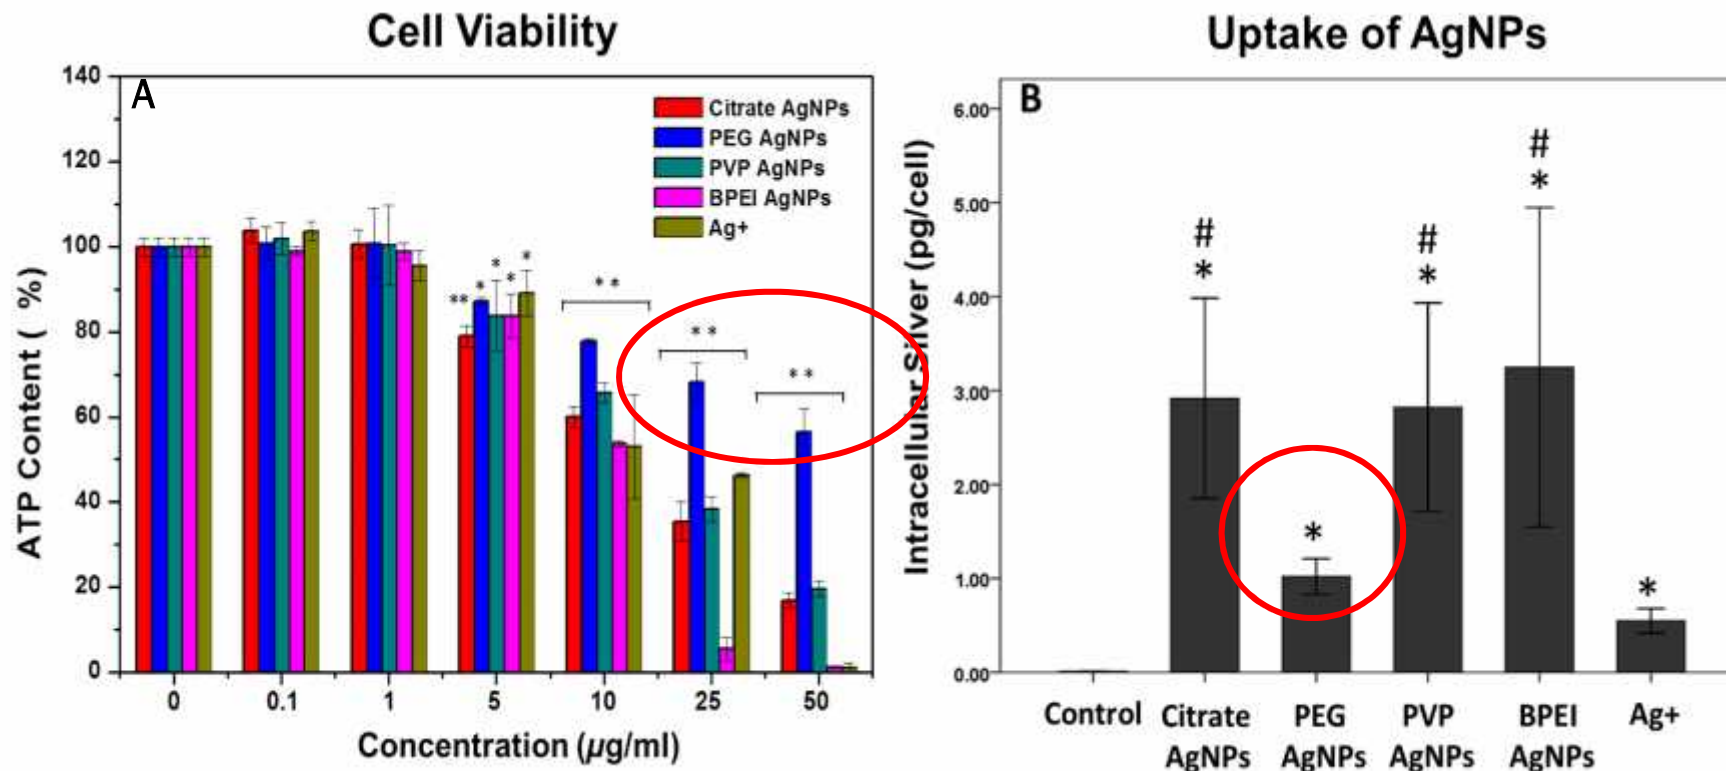 Cell Viability
A
140
120
100
80
60
40
20
0
ATP Content ( %)
Citrate AgNPs
PEG AgNPs
PVP AgNPs
BPEI AgNPs
Ag+
** * * * *
* *
* *
* *
0 0.1 1 5 10 25 50
Concentration (µg/ml)
Uptake of AgNPs
B
6.00
5.00
4.00
3.00
2.00
1.00
0.00
Intracellular Silver (pg/cell)
# # #
* * * * *
Control Citrate PEG PVP BPEI Ag+
AgNPs AgNPs AgNPs AgNPs